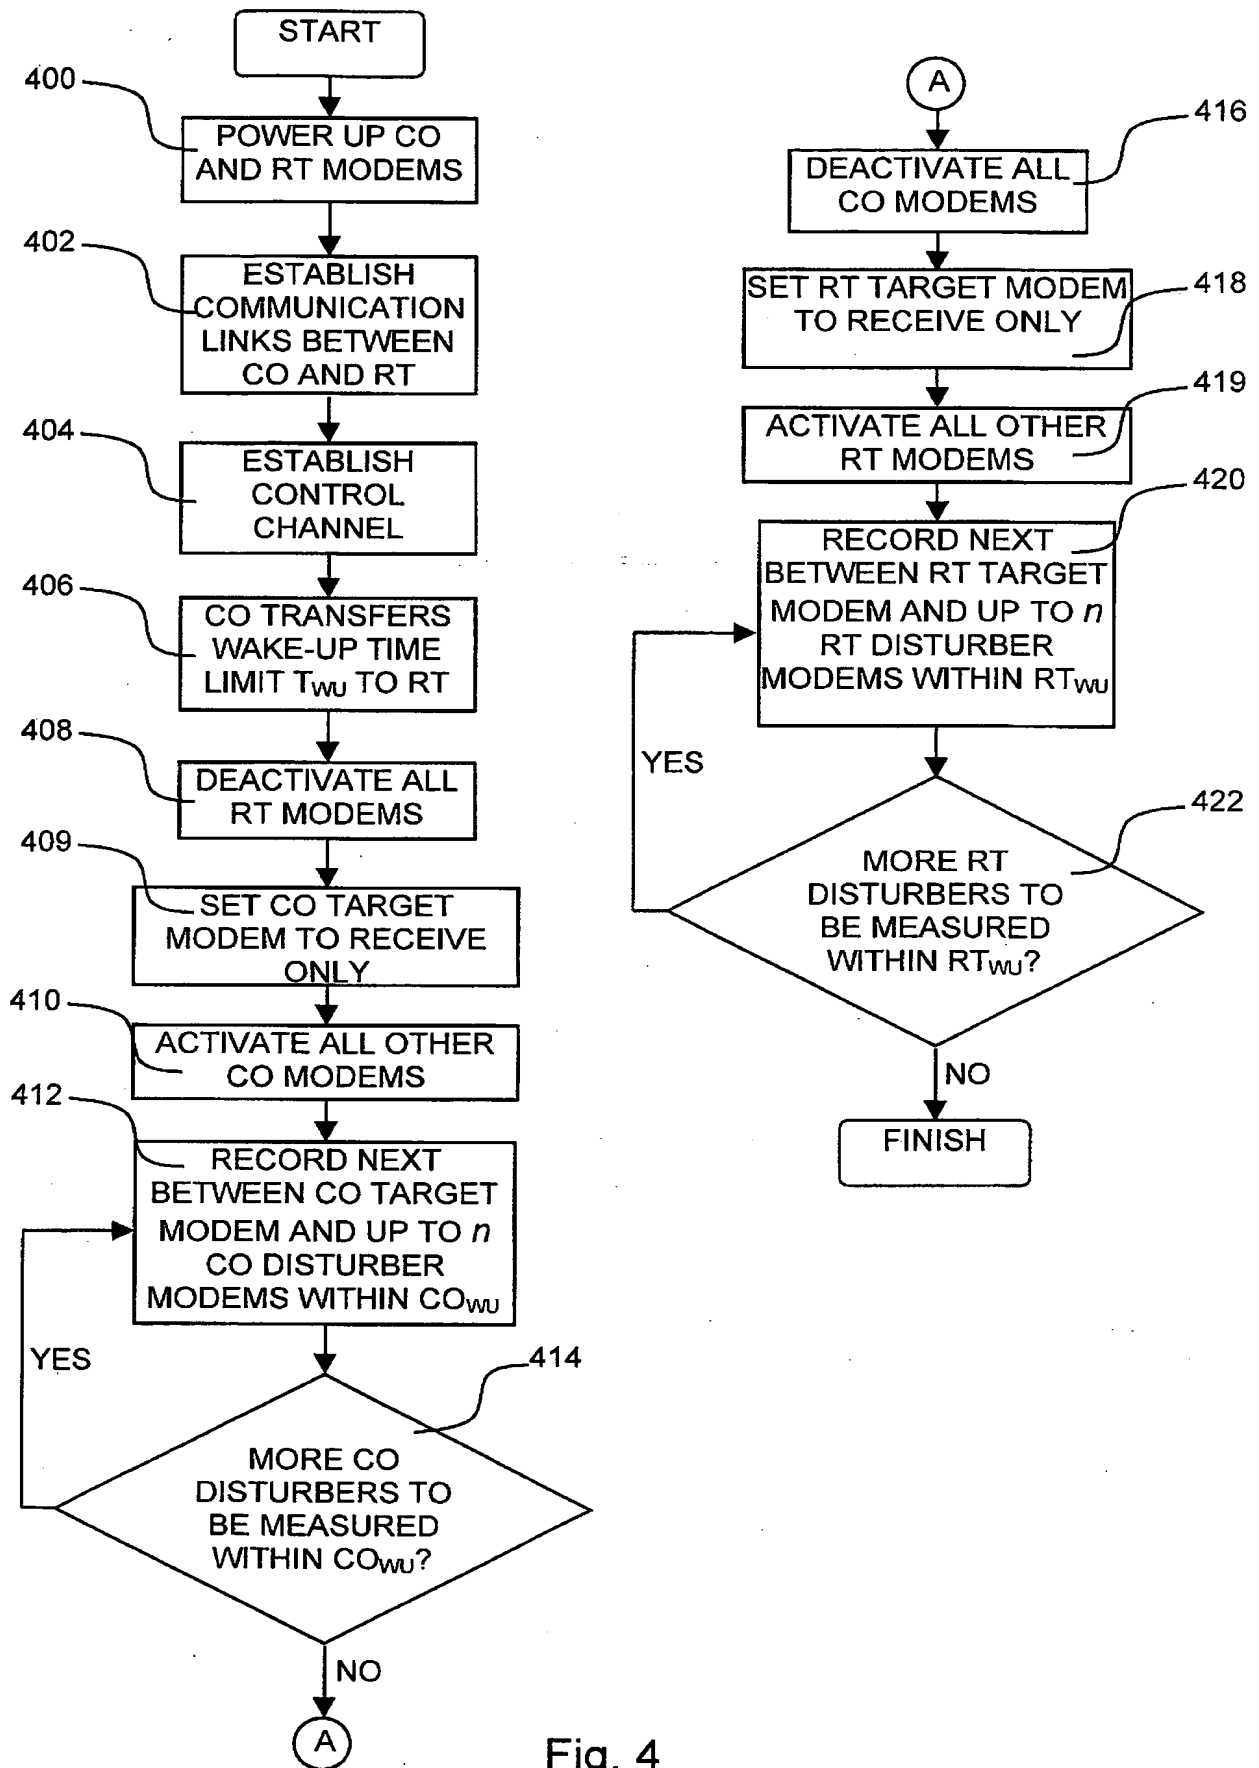 START
400
POWER UP CO
AND RT MODEMS
402
ESTABLISH
COMMUNICATION
LINKS BETWEEN
CO AND RT
404
ESTABLISH
CONTROL
CHANNEL
406
CO TRANSFERS
WAKE-UP TIME
LIMIT TWU TO RT
408
DEACTIVATE ALL
RT MODEMS
409
SET CO TARGET
MODEM TO RECEIVE
ONLY
410
ACTIVATE ALL OTHER
CO MODEMS
412
RECORD NEXT
BETWEEN CO TARGET
MODEM AND UP TO n
CO DISTURBER
MODEMS WITHIN COWU
YES
414
MORE CO
DISTURBERS TO
BE MEASURED
WITHIN COWU?
NO
A
A
416
DEACTIVATE ALL
CO MODEMS
418
SET RT TARGET MODEM
TO RECEIVE ONLY
419
ACTIVATE ALL OTHER
RT MODEMS
420
RECORD NEXT
BETWEEN RT TARGET
MODEM AND UP TO n
RT DISTURBER
MODEMS WITHIN RTWU
YES
422
MORE RT
DISTURBERS TO
BE MEASURED
WITHIN RTWU?
NO
FINISH
Fig. 4